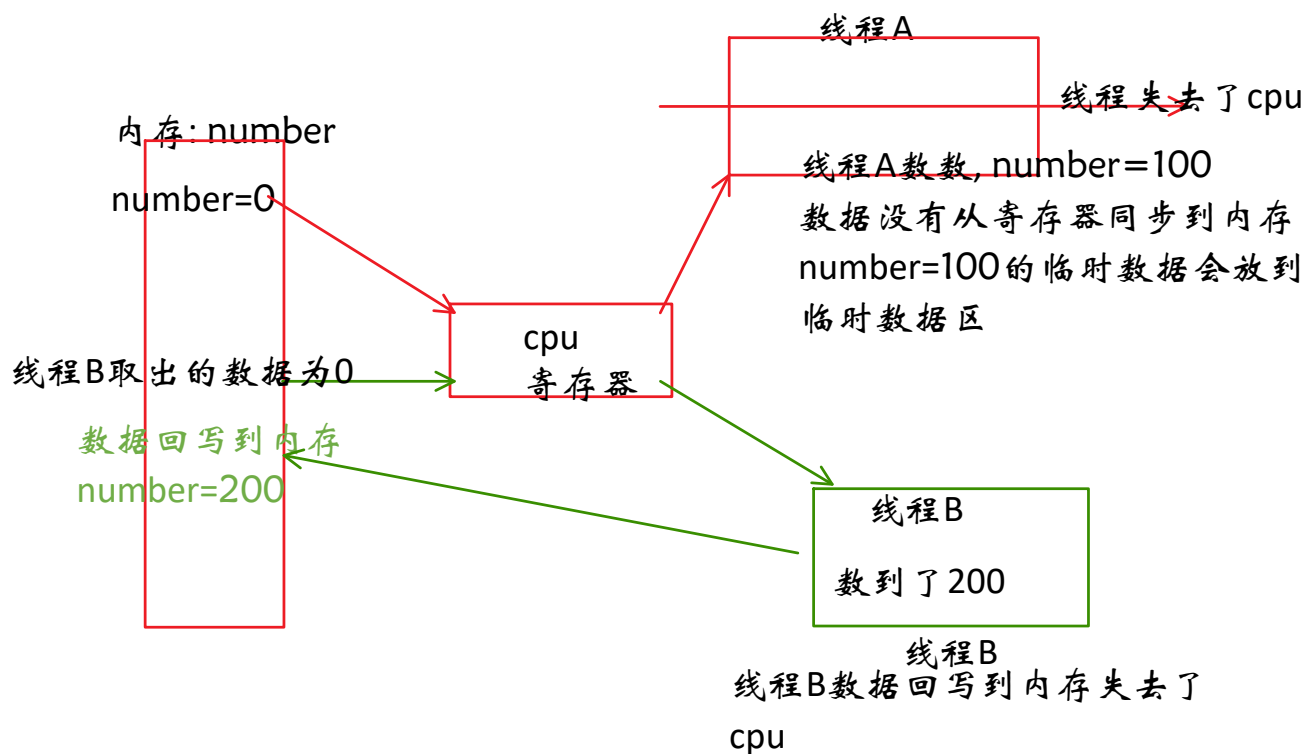 线程A
线程失去了cpu
内存: number
线程A数数, number=100
number=0
数据没有从寄存器同步到内存
number=100的临时数据会放到
临时数据区
cpu
寄存器
线程B取出的数据为0
数据回写到内存
number=200
线程B
数到了200
线程B
线程B数据回写到内存失去了
cpu